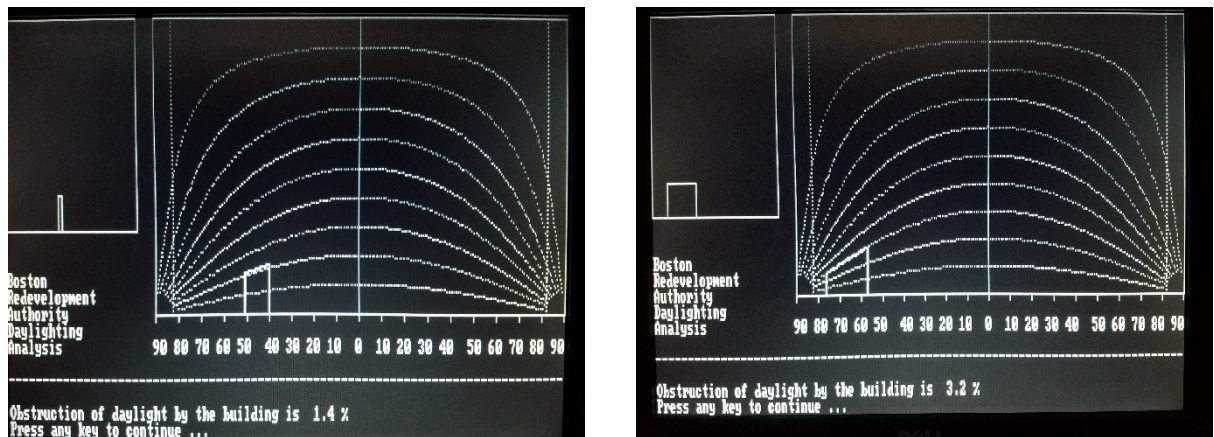 Boston
Redevelopment
Authority
Daylighting
Analysis
90 80 70 60 50 40 30 20 10 0 10 20 30 40 50 60 70 80 90
Obstruction of daylight by the building is 1.4 %
Press any key to continue ...
Boston
Redevelopment
Authority
Daylighting
Analysis
90 80 70 60 50 40 30 20 10 0 10 20 30 40 50 60 70 80 90
Obstruction of daylight by the building is 3.2 %
Press any key to continue ...